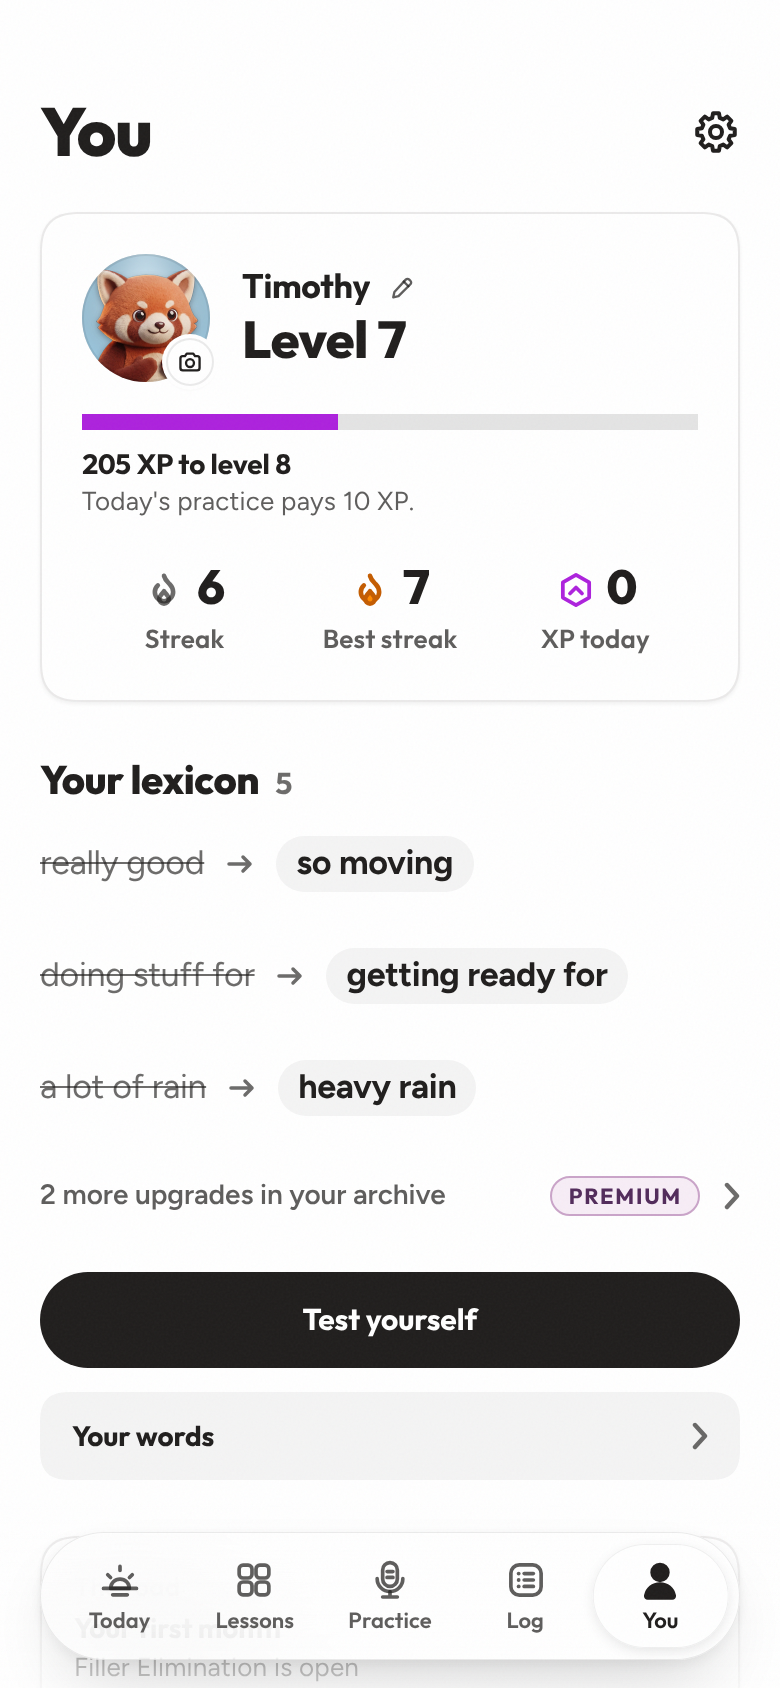 You
Timothy
Level 7
205 XP to level 8
Today's practice pays 10 XP.
6
Streak
7
Best streak
0
XP today
Your lexicon 5
really good → so moving
doing stuff for → getting ready for
a lot of rain → heavy rain
2 more upgrades in your archive PREMIUM
Test yourself
Your words
Today
Lessons
Practice
Log
You
Your first month
Filler Elimination is open